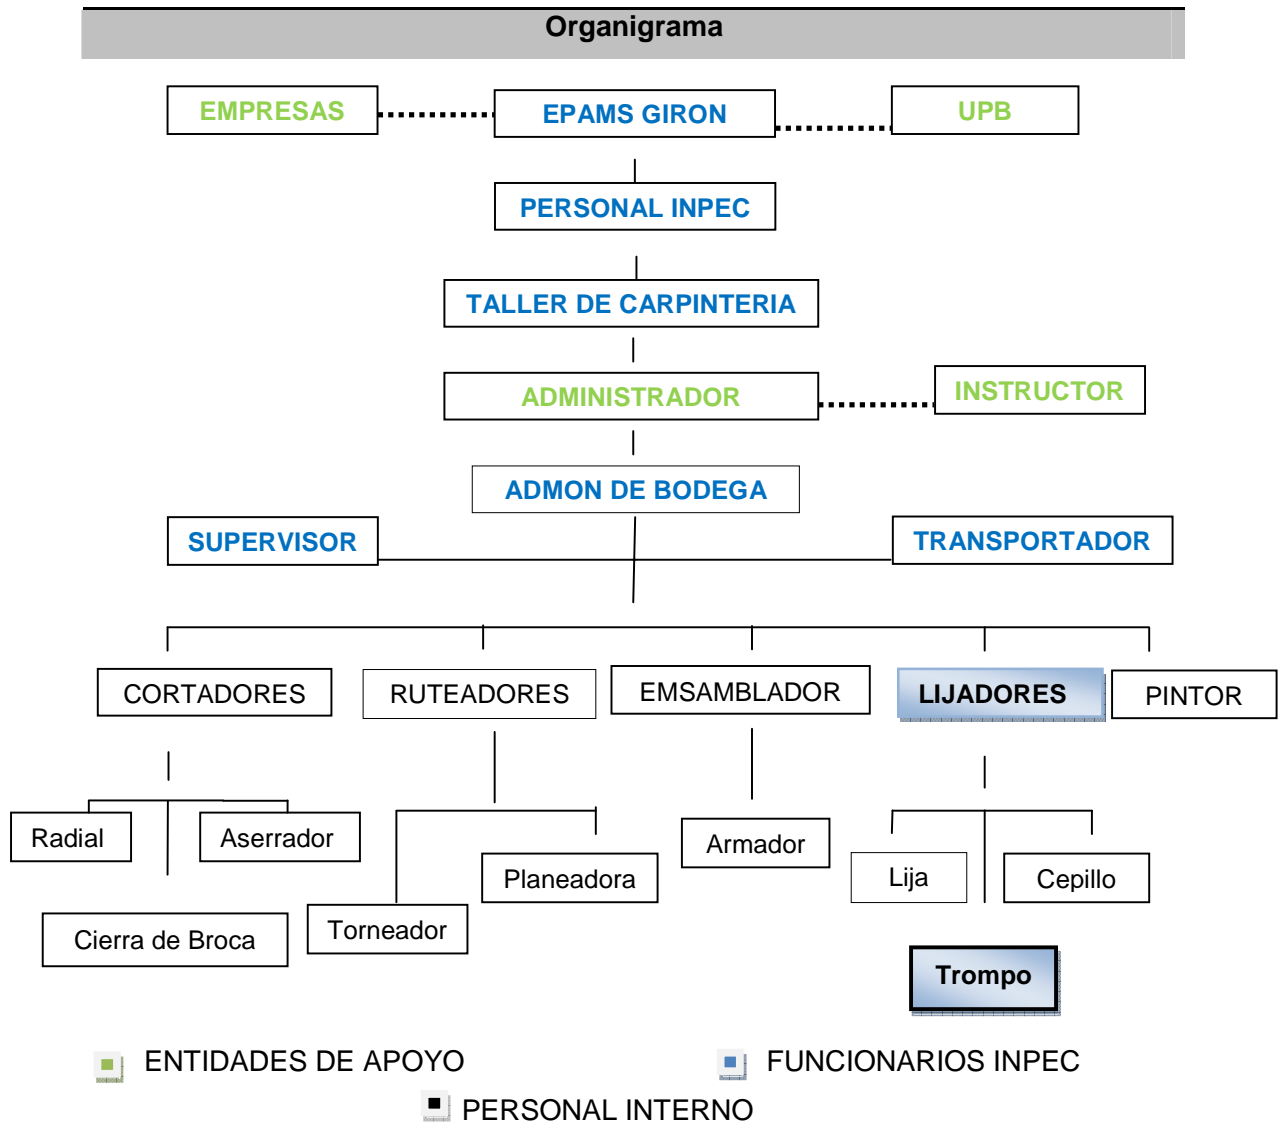 Organigrama
EMPRESAS
EPAMS GIRON
UPB
PERSONAL INPEC
TALLER DE CARPINTERIA
ADMINISTRADOR
INSTRUCTOR
ADMON DE BODEGA
SUPERVISOR
TRANSPORTADOR
CORTADORES
RUTEADORES
EMSAMBLADOR
LIJADORES
PINTOR
Radial
Aserrador
Armador
Lija
Cepillo
Planeadora
Cierra de Broca
Torneador
Trompo
ENTIDADES DE APOYO
FUNCIONARIOS INPEC
PERSONAL INTERNO